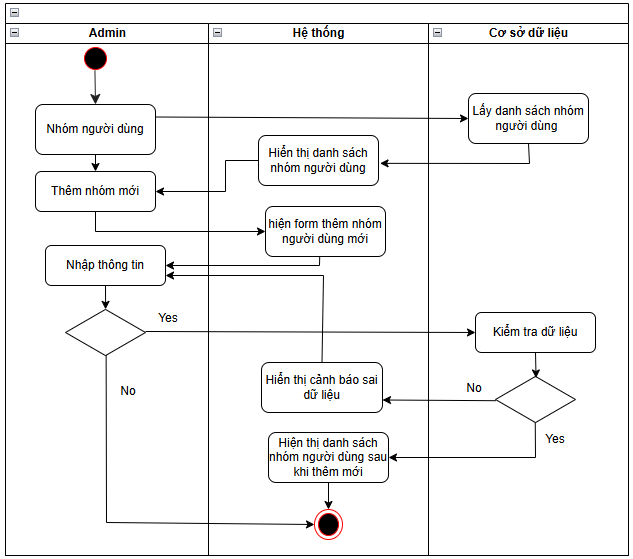 Admin
Hệ thống
Cơ sở dữ liệu
Nhóm người dùng
Lấy danh sách nhóm
người dùng
Hiển thị danh sách
nhóm người dùng
Thêm nhóm mới
hiện form thêm nhóm
người dùng mới
Nhập thông tin
Yes
Kiểm tra dữ liệu
No
Hiển thị cảnh báo sai
dữ liệu
No
Yes
Hiện thị danh sách
nhóm người dùng sau
khi thêm mới